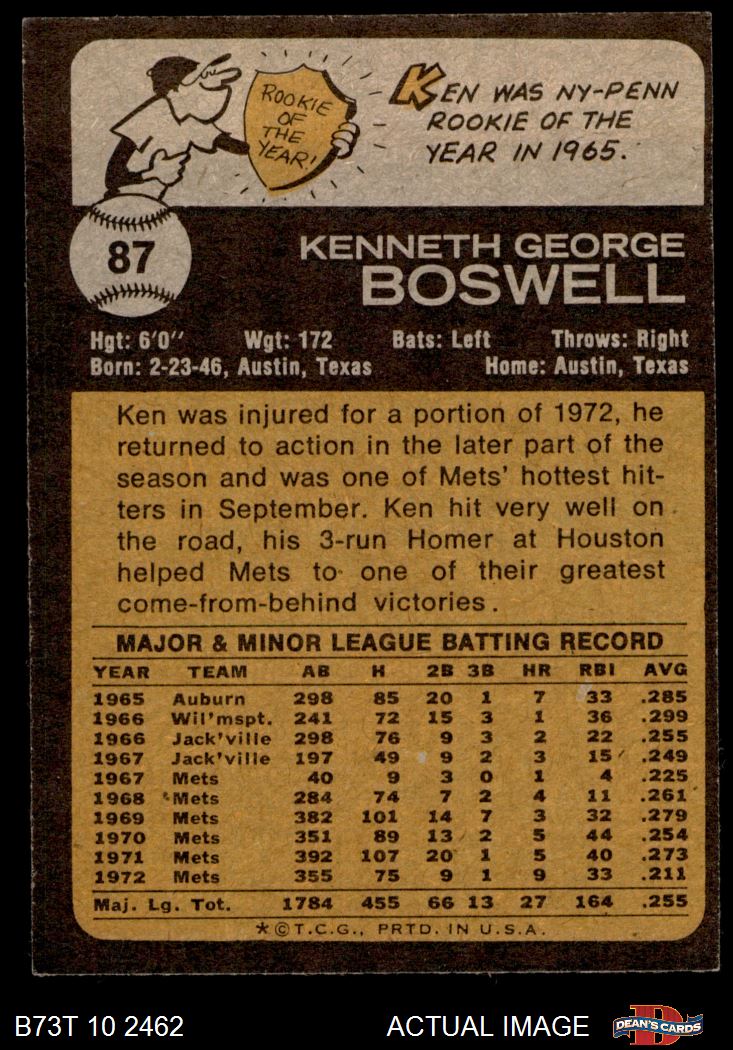 ROOKIE
OF
THE
YEAR!
KEN WAS NY-PENN
ROOKIE OF THE
YEAR IN 1965.
87
KENNETH GEORGE
BOSWELL
Hgt: 6'0" Wgt: 172 Bats: Left Throws: Right
Born: 2-23-46, Austin, Texas Home: Austin, Texas
Ken was injured for a portion of 1972, he
returned to action in the later part of the
season and was one of Mets' hottest hit-
ters in September. Ken hit very well on
the road, his 3-run Homer at Houston
helped Mets to one of their greatest
come-from-behind victories.
MAJOR & MINOR LEAGUE BATTING RECORD
YEAR TEAM AB H 2B 3B HR RBI AVG
1965 Auburn 298 85 20 1 7 33 .285
1966 Wil'mspt. 241 72 15 3 1 36 .299
1966 Jack'ville 298 76 9 3 2 22 .255
1967 Jack'ville 197 49 9 2 3 15 .249
1967 Mets 40 9 3 0 1 4 .225
1968 Mets 284 74 7 2 4 11 .261
1969 Mets 382 101 14 7 3 32 .279
1970 Mets 351 89 13 2 5 44 .254
1971 Mets 392 107 20 1 5 40 .273
1972 Mets 355 75 9 1 9 33 .211
Maj. Lg. Tot. 1784 455 66 13 27 164 .255
*©T.C.G., PRTD. IN U.S.A.
B73T 10 2462 ACTUAL IMAGE D DEAN'S CARDS